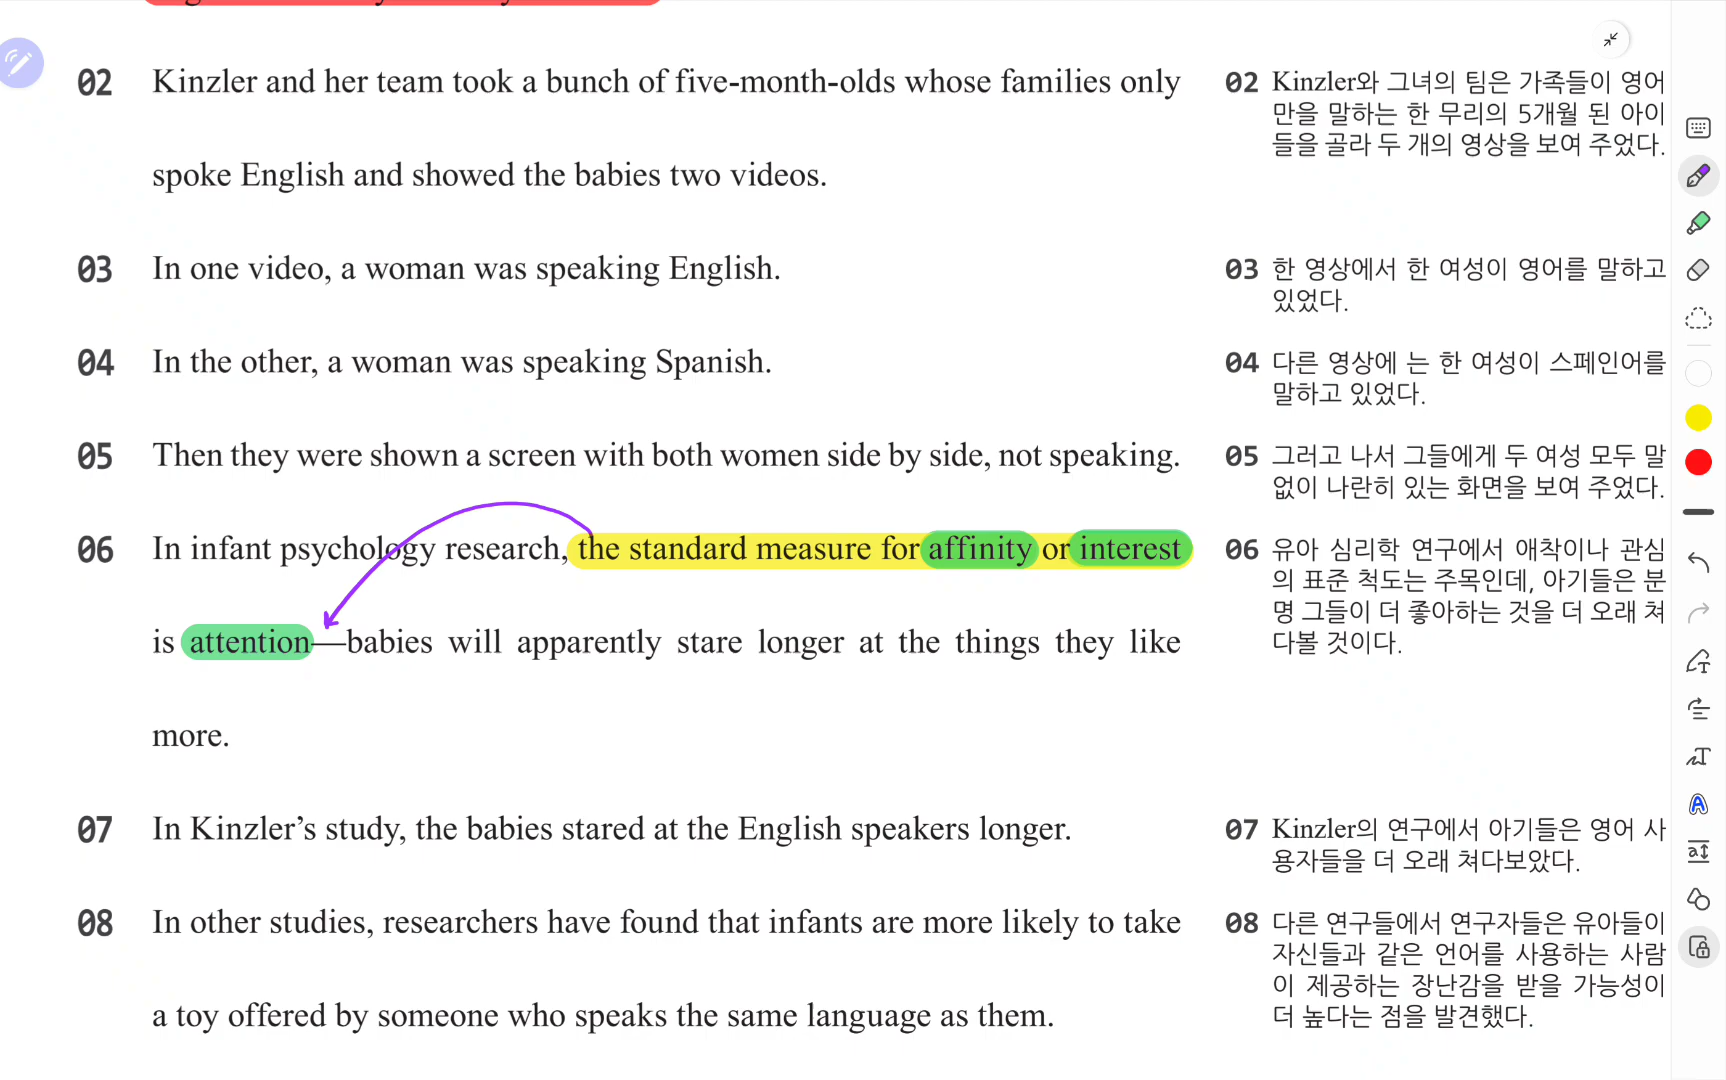 02 Kinzler and her team took a bunch of five-month-olds whose families only
spoke English and showed the babies two videos.
02 Kinzler와 그녀의 팀은 가족들이 영어
만을 말하는 한 무리의 5개월 된 아이
들을 골라 두 개의 영상을 보여 주었다.
03 In one video, a woman was speaking English.
03 한 영상에서 한 여성이 영어를 말하고
있었다.
04 In the other, a woman was speaking Spanish.
04 다른 영상에 는 한 여성이 스페인어를
말하고 있었다.
05 Then they were shown a screen with both women side by side, not speaking.
05 그러고 나서 그들에게 두 여성 모두 말
없이 나란히 있는 화면을 보여 주었다.
06 In infant psychology research, the standard measure for affinity or interest
is attention—babies will apparently stare longer at the things they like
more.
06 유아 심리학 연구에서 애착이나 관심
의 표준 척도는 주목인데, 아기들은 분
명 그들이 더 좋아하는 것을 더 오래 쳐
다볼 것이다.
07 In Kinzler’s study, the babies stared at the English speakers longer.
07 Kinzler의 연구에서 아기들은 영어 사
용자들을 더 오래 쳐다보았다.
08 In other studies, researchers have found that infants are more likely to take
a toy offered by someone who speaks the same language as them.
08 다른 연구들에서 연구자들은 유아들이
자신들과 같은 언어를 사용하는 사람
이 제공하는 장난감을 받을 가능성이
더 높다는 점을 발견했다.